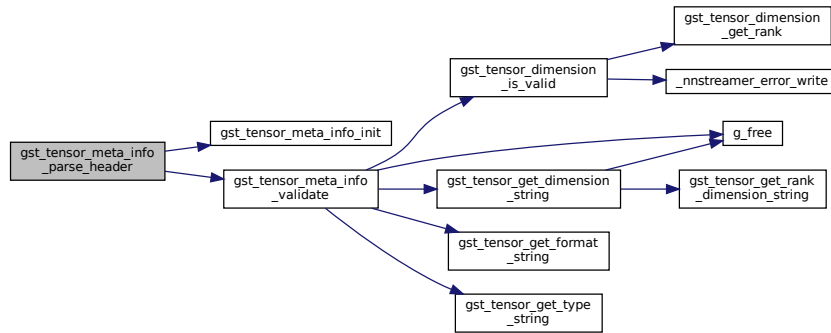 gst_tensor_meta_info
_parse_header
gst_tensor_meta_info_init
gst_tensor_meta_info
_validate
gst_tensor_dimension
_is_valid
gst_tensor_dimension
_get_rank
_nnstreamer_error_write
g_free
gst_tensor_get_dimension
_string
gst_tensor_get_rank
_dimension_string
gst_tensor_get_format
_string
gst_tensor_get_type
_string